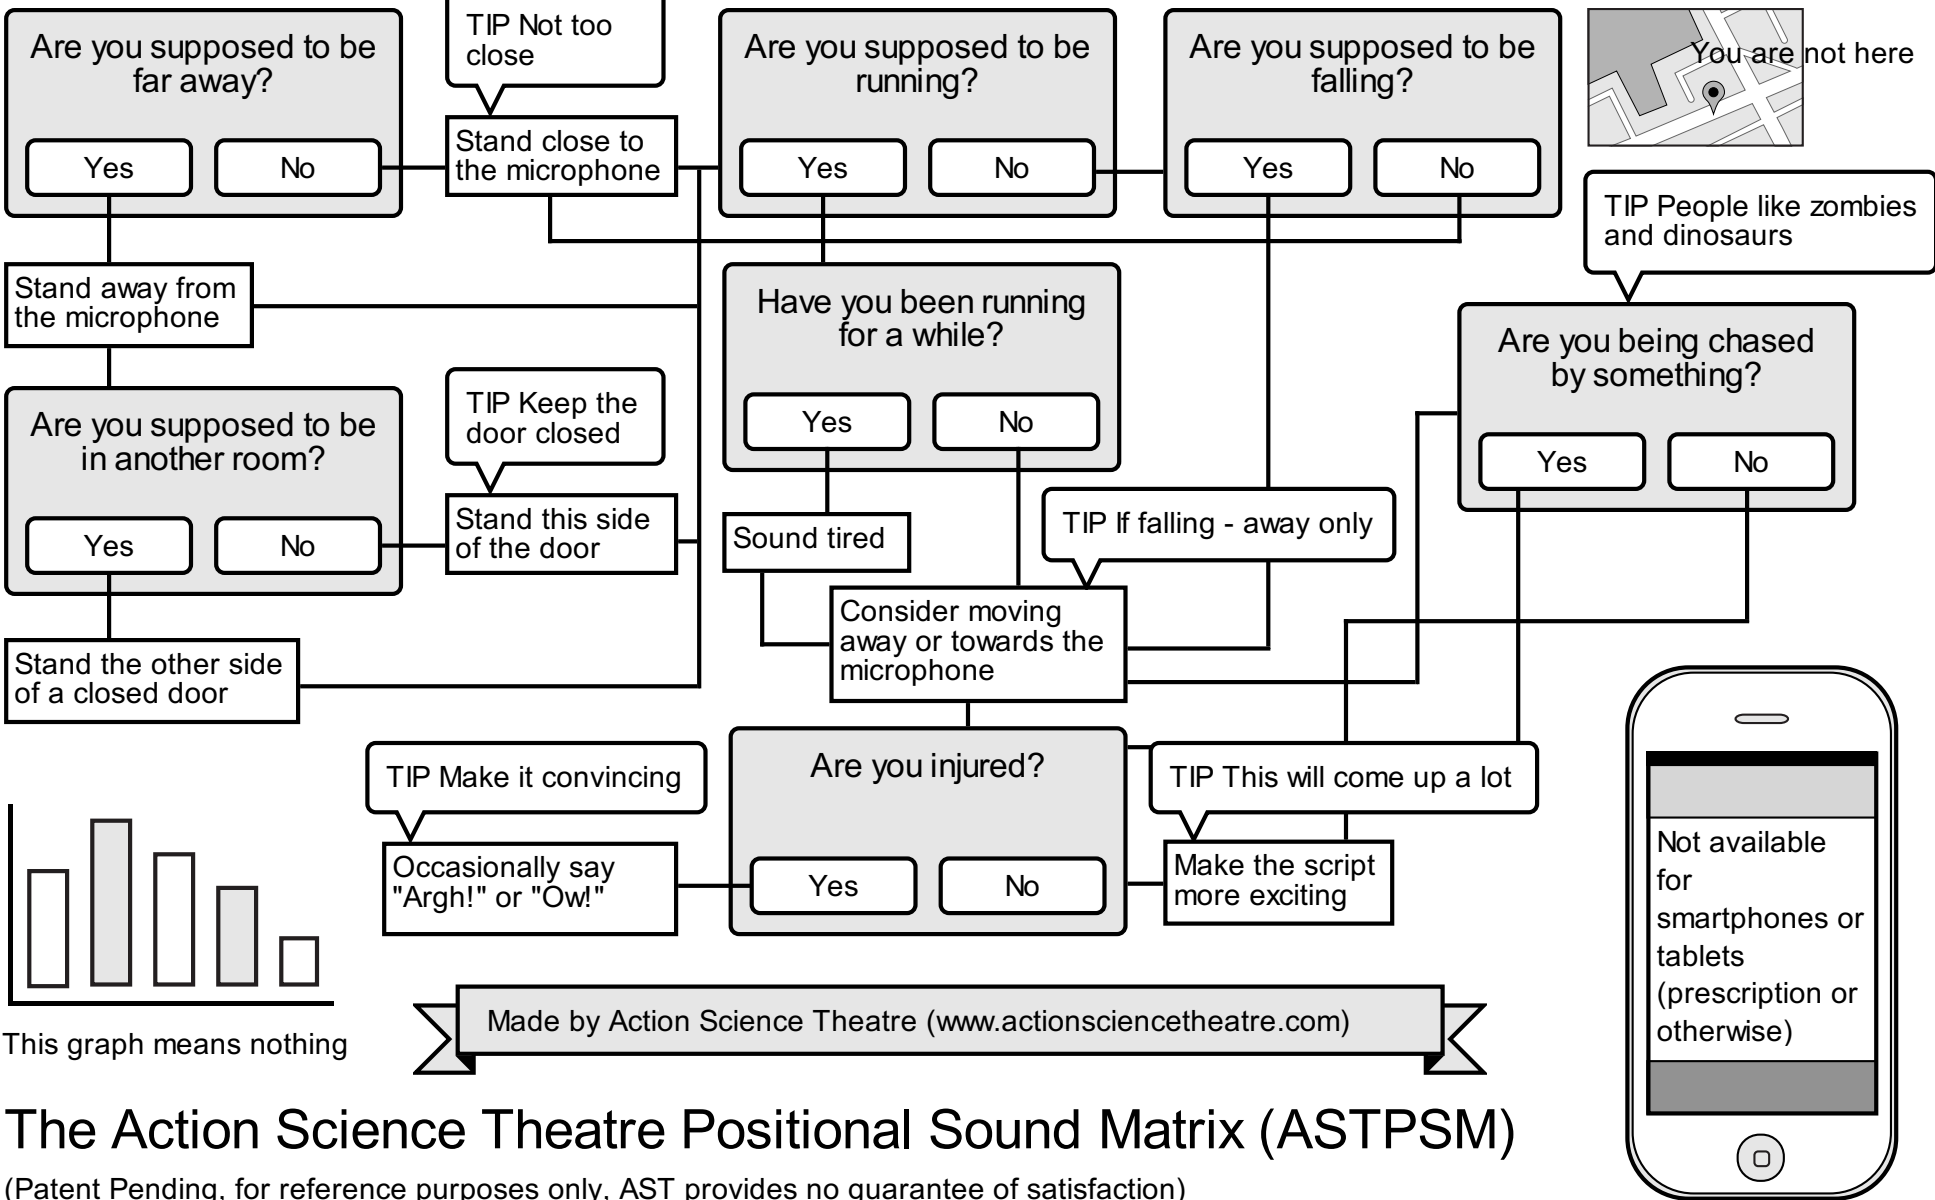 Are you supposed to be
far away?
Yes
No
TIP Not too
close
Stand close to
the microphone
Are you supposed to be
running?
Yes
No
Are you supposed to be
falling?
Yes
No
You are not here
TIP People like zombies
and dinosaurs
Stand away from
the microphone
Have you been running
for a while?
Yes
No
Are you being chased
by something?
Yes
No
Are you supposed to be
in another room?
Yes
No
TIP Keep the
door closed
Stand this side
of the door
Sound tired
TIP If falling - away only
Consider moving
away or towards the
microphone
Stand the other side
of a closed door
TIP Make it convincing
Occasionally say
"Argh!" or "Ow!"
Are you injured?
Yes
No
TIP This will come up a lot
Make the script
more exciting
Not available
for
smartphones or
tablets
(prescription or
otherwise)
This graph means nothing
Made by Action Science Theatre (www.actionsciencetheatre.com)
The Action Science Theatre Positional Sound Matrix (ASTPSM)
(Patent Pending, for reference purposes only, AST provides no guarantee of satisfaction)